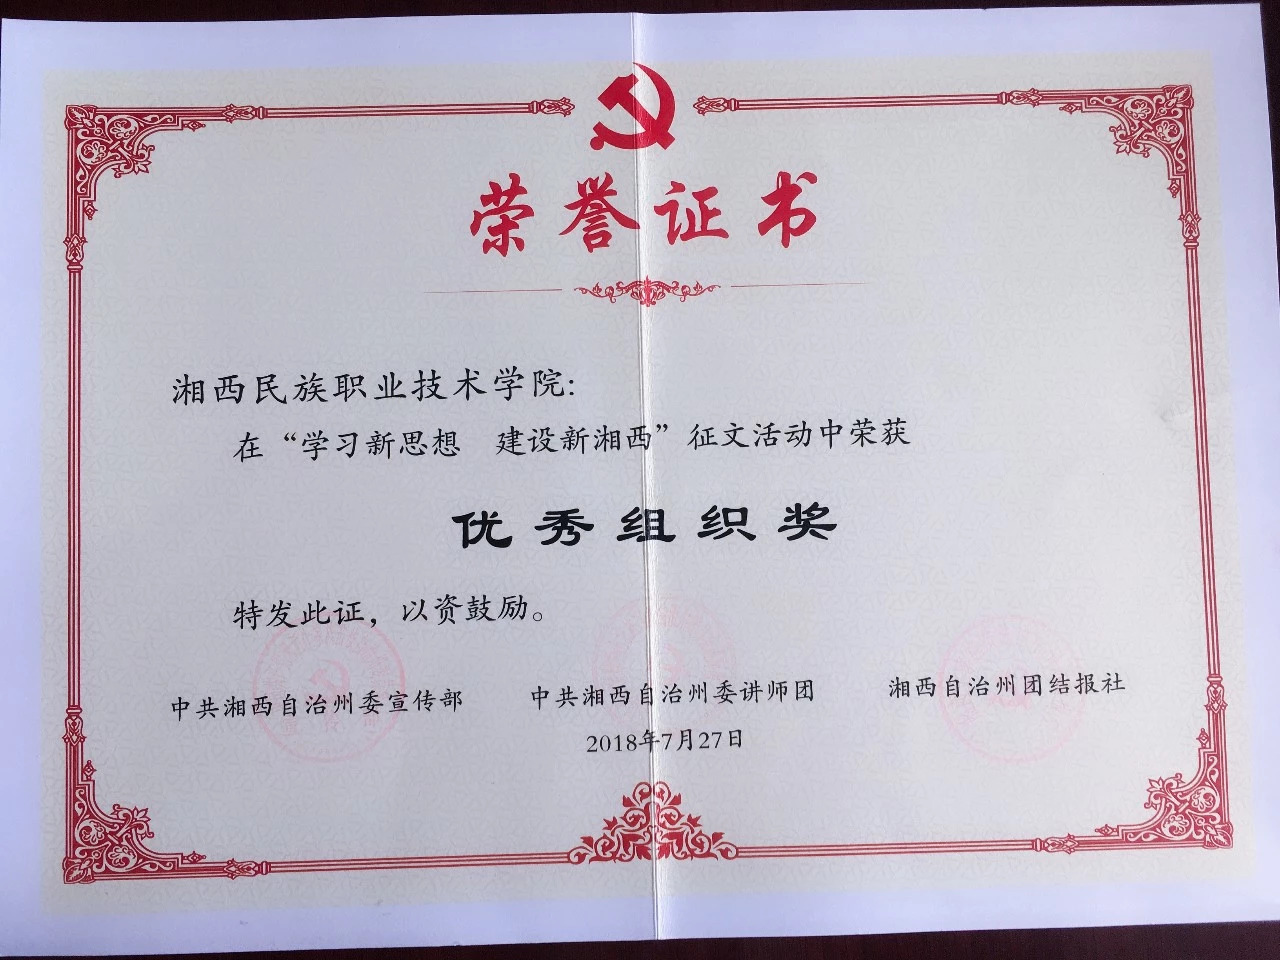 荣誉证书
湘西民族职业技术学院:
在“学习新思想　建设新湘西”征文活动中荣获
优秀组织奖
特发此证，以资鼓励。
中共湘西自治州委宣传部　中共湘西自治州委讲师团　湘西自治州团结报社
2018年7月27日